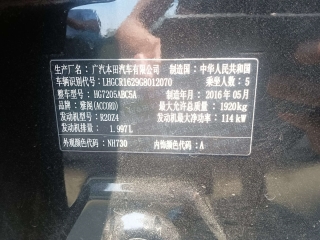 广汽本田汽车有限公司 制造国：中华人民共和国
车辆识别代号：LHGCR1629G8012070 乘坐人数：5
整车型号：HG7205ABC5A 制造年月：2016年05月
品牌：雅阁(ACCORD) 最大允许总质量：1920kg
发动机型号：R20Z4 发动机最大净功率：114kW
发动机排量：1.997L
外观颜色代码：NH730 内饰颜色代码：A